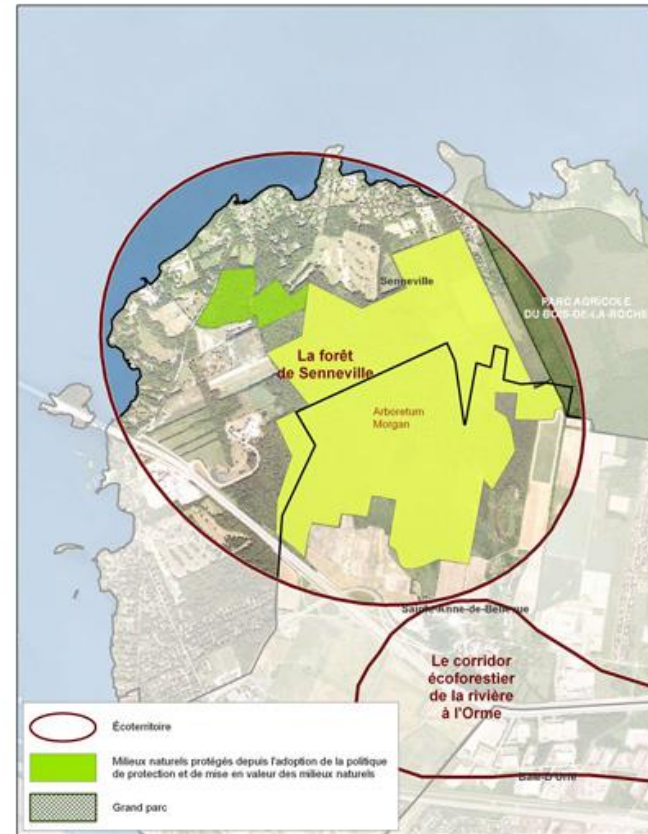 Senneville
PARC AGRICOLE
DU BOIS-DE-LA-ROCHE
La forêt
de Senneville
Arboretum
Morgan
Sainte-Anne-de-Bellevue
Le corridor
écoforestier
de la rivière
à l'Orme
Baie-D'Urfé
Écoterritoire
Milieux naturels protégés depuis l'adoption de la politique
de protection et de mise en valeur des milieux naturels
Grand parc